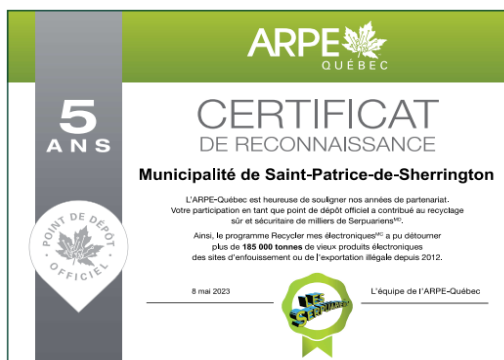 ARPE
QUÉBEC
5
ANS
CERTIFICAT
DE RECONNAISSANCE
Municipalité de Saint-Patrice-de-Sherrington
L'ARPE-Québec est heureuse de souligner nos années de partenariat.
Votre participation en tant que point de dépôt officiel a contribué au recyclage
sûr et sécuritaire de milliers de Serpuariens
Ainsi, le programme Recycler mes électroniques a pu détourner
plus de 185 000 tonnes de vieux produits électroniques
des sites d'enfouissement ou de l'exportation illégale depuis 2012.
POINT DE DÉPÔT
OFFICIEL
8 mai 2023
LES
SERPUARIENS
L'équipe de l'ARPE-Québec